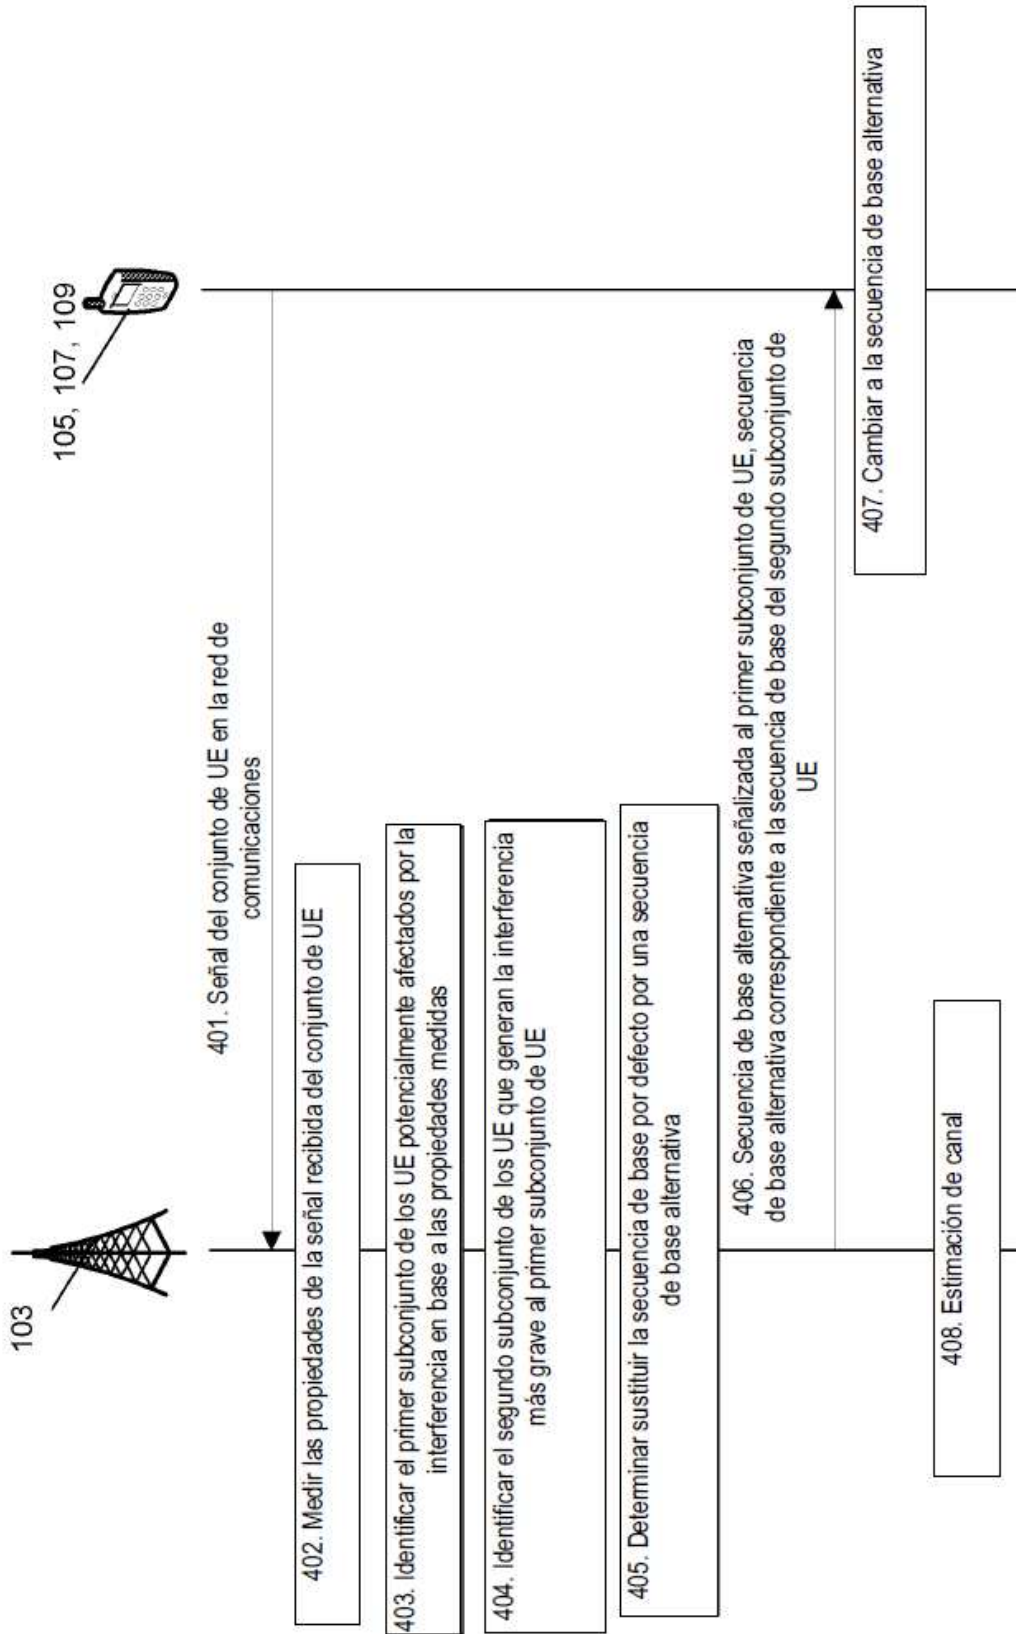 103
105, 107, 109
401. Señal del conjunto de UE en la red de
comunicaciones
402. Medir las propiedades de la señal recibida del conjunto de UE
403. Identificar el primer subconjunto de los UE potencialmente afectados por la
interferencia en base a las propiedades medidas
404. Identificar el segundo subconjunto de los UE que generan la interferencia
más grave al primer subconjunto de UE
405. Determinar sustituir la secuencia de base por defecto por una secuencia
de base alternativa
406. Secuencia de base alternativa señalizada al primer subconjunto de UE, secuencia
de base alternativa correspondiente a la secuencia de base del segundo subconjunto de
UE
407. Cambiar a la secuencia de base alternativa
408. Estimación de canal